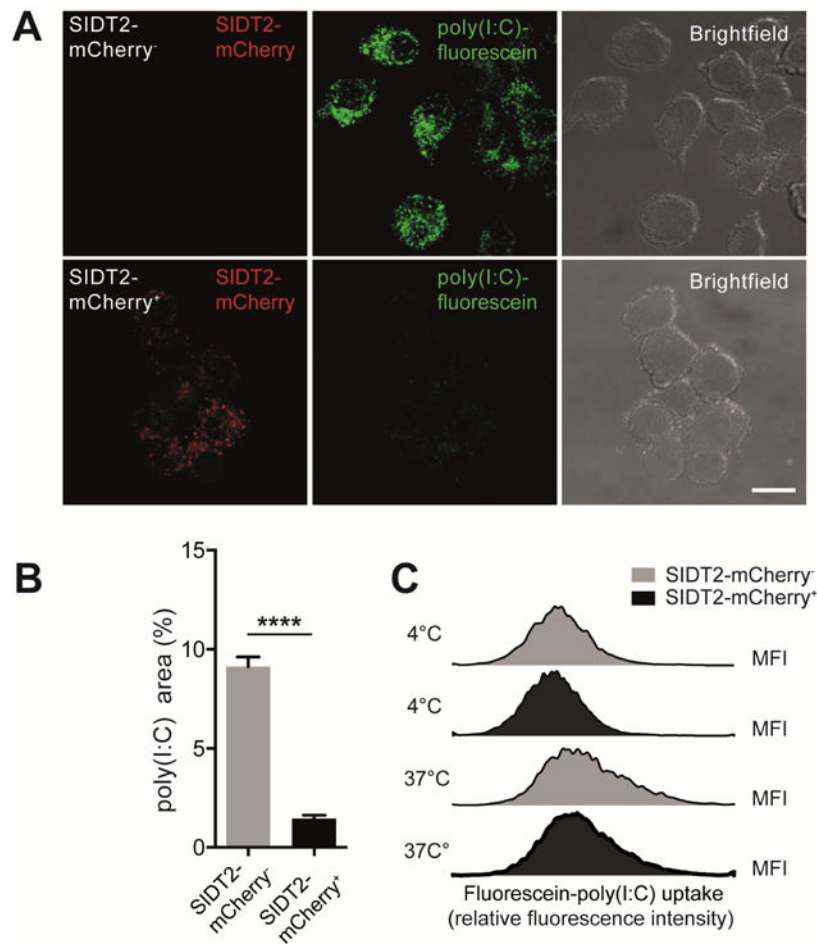 A
SIDT2-
mCherry⁻
SIDT2-
mCherry
poly(I:C)-
fluorescein
Brightfield
SIDT2-
mCherry⁺
SIDT2-
mCherry
poly(I:C)-
fluorescein
Brightfield
B
15
10
5
0
poly(I:C) area (%)
****
SIDT2-
mCherry⁻
SIDT2-
mCherry⁺
C
SIDT2-mCherry⁻
SIDT2-mCherry⁺
4°C
MFI
4°C
MFI
37°C
MFI
37C°
MFI
Fluorescein-poly(I:C) uptake
(relative fluorescence intensity)